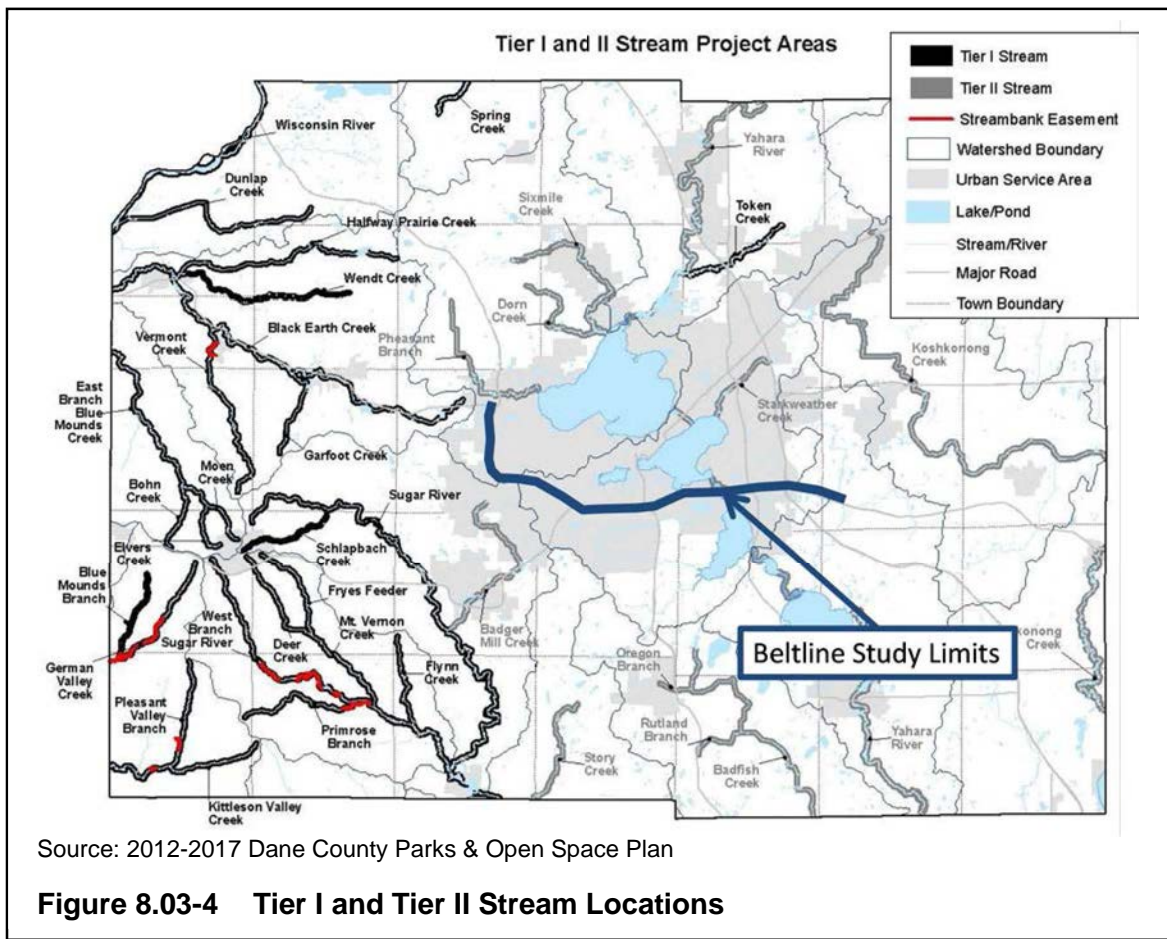 Tier I and II Stream Project Areas
Tier I Stream
Tier II Stream
Streambank Easement
Watershed Boundary
Urban Service Area
Lake/Pond
Stream/River
Major Road
Town Boundary
Wisconsin River
Spring
Creek
Dunlap
Creek
Yahara
River
Sixmile
Creek
Token
Creek
Halfway Prairie Creek
Wendt Creek
Dorn
Creek
Vermont
Creek
Black Earth Creek
Pheasant
Branch
Koshkonong
Creek
East Branch
Blue
Mounds
Creek
Starkweather
Creek
Garfoot Creek
Moen
Creek
Bohn
Creek
Sugar River
Elvers
Creek
Schlapbach
Creek
Blue
Mounds
Branch
Fryes Feeder
West
Branch
Sugar River
Mt. Vernon
Creek
Deer
Creek
Badger
Mill Creek
Beltline Study Limits
konong
Creek
German
Valley
Creek
Flynn
Creek
Oregon
Branch
Pleasant
Valley
Branch
Primrose
Branch
Rutland
Branch
Yahara
River
Story
Creek
Badfish
Creek
Kittleson Valley
Creek
Source: 2012-2017 Dane County Parks & Open Space Plan
Figure 8.03-4 Tier I and Tier II Stream Locations